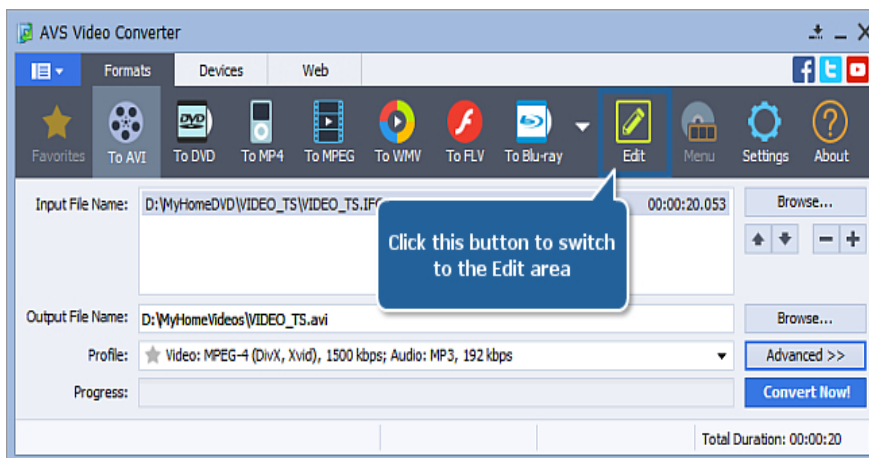 AVS Video Converter
Formats Devices Web
Favorites To AVI To DVD To MP4 To MPEG To WMV To FLV To Blu-ray Edit Menu Settings About
Input File Name: D:\MyHomeDVD\VIDEO_TS\VIDEO_TS.IFO 00:00:20.053 Browse...
Click this button to switch
to the Edit area
Output File Name: D:\MyHomeVideos\VIDEO_TS.avi Browse...
Profile: Video: MPEG-4 (DivX, Xvid), 1500 kbps; Audio: MP3, 192 kbps Advanced >>
Progress: Convert Now!
Total Duration: 00:00:20